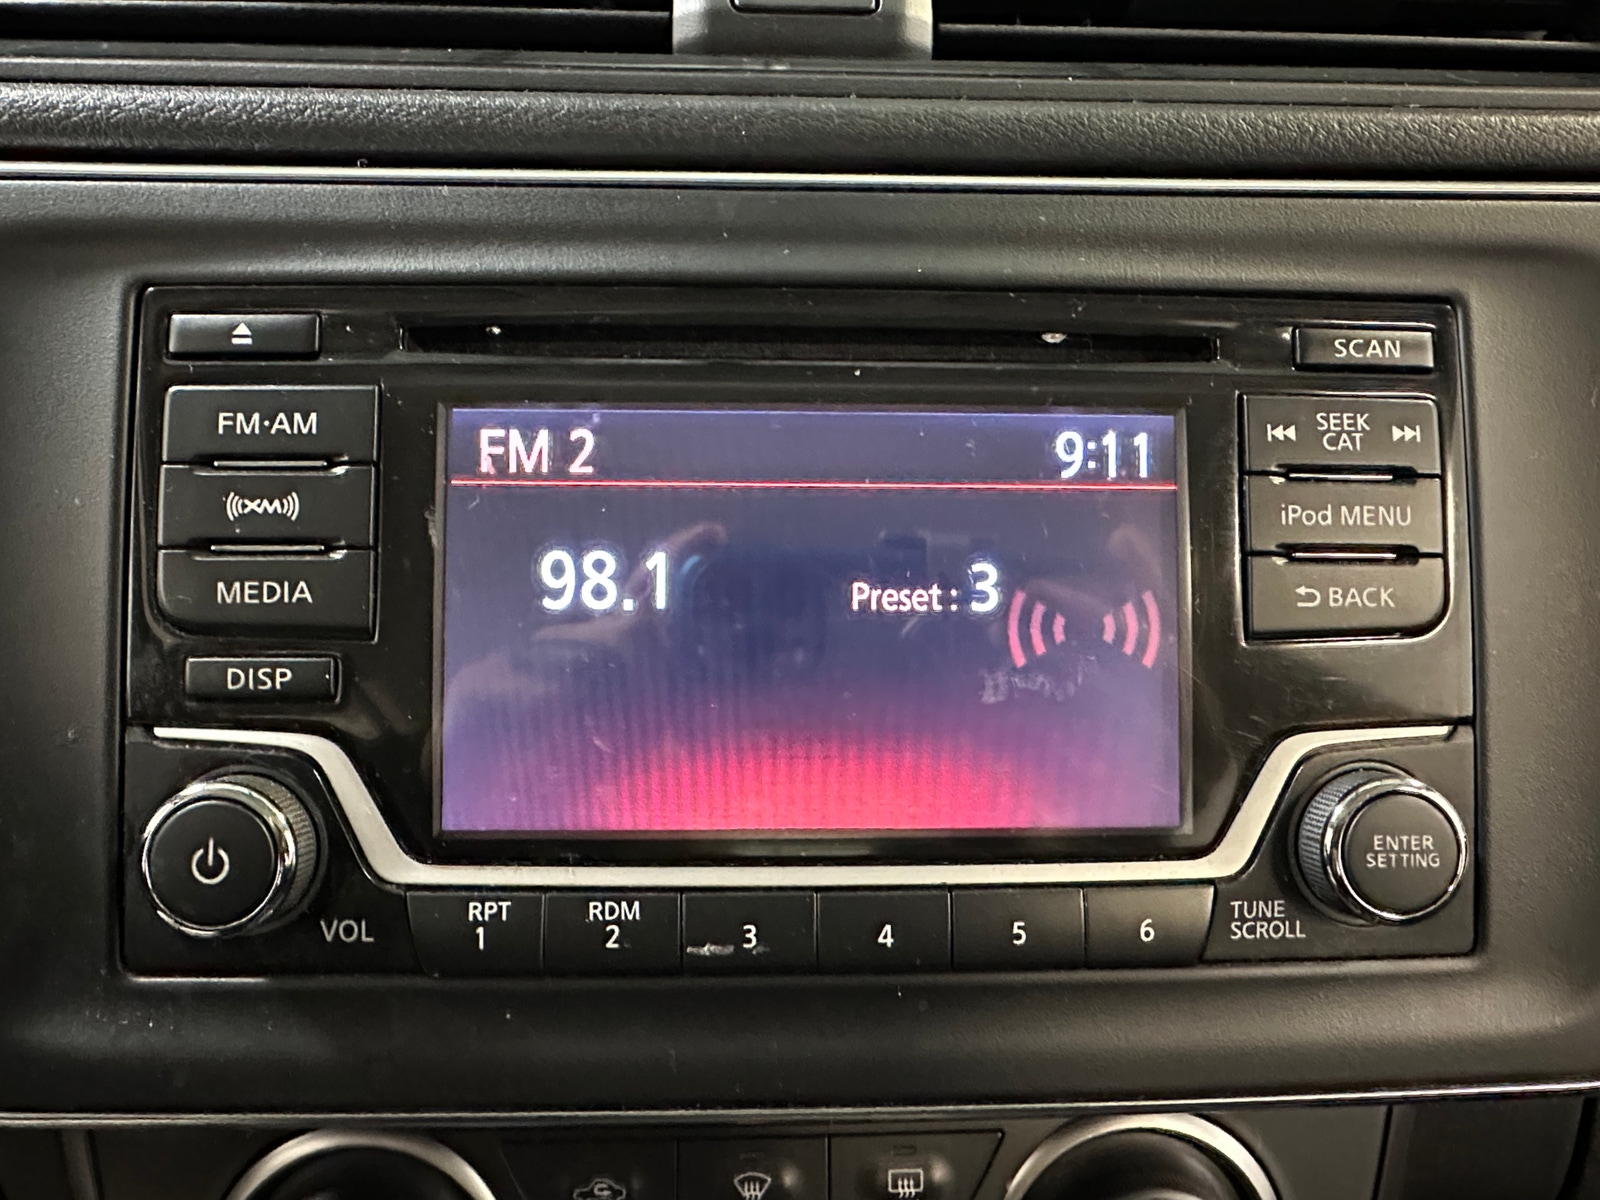 SCAN
FM·AM
SEEK
CAT
FM 2
9:11
XM
iPod MENU
98.1
Preset : 3
MEDIA
BACK
DISP
ENTER
SETTING
VOL
RPT
1
RDM
2
3
4
5
6
TUNE
SCROLL